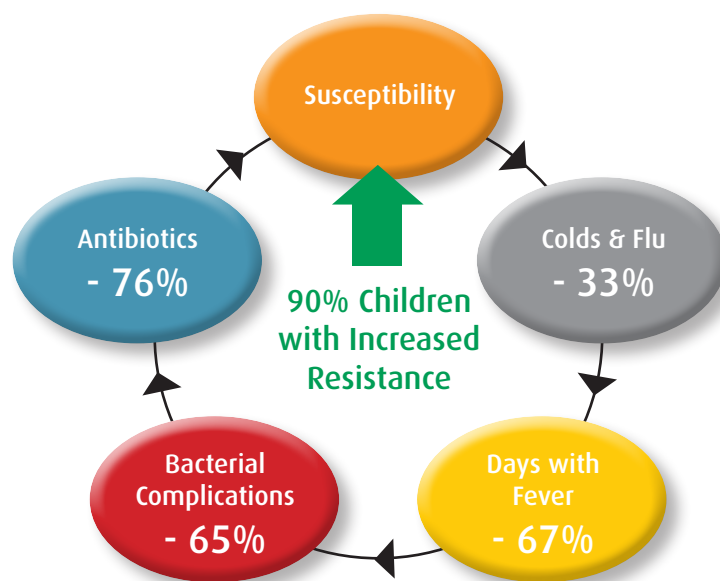 Susceptibility
Colds & Flu
- 33%
Days with
Fever
- 67%
Bacterial
Complications
- 65%
Antibiotics
- 76%
90% Children
with Increased
Resistance